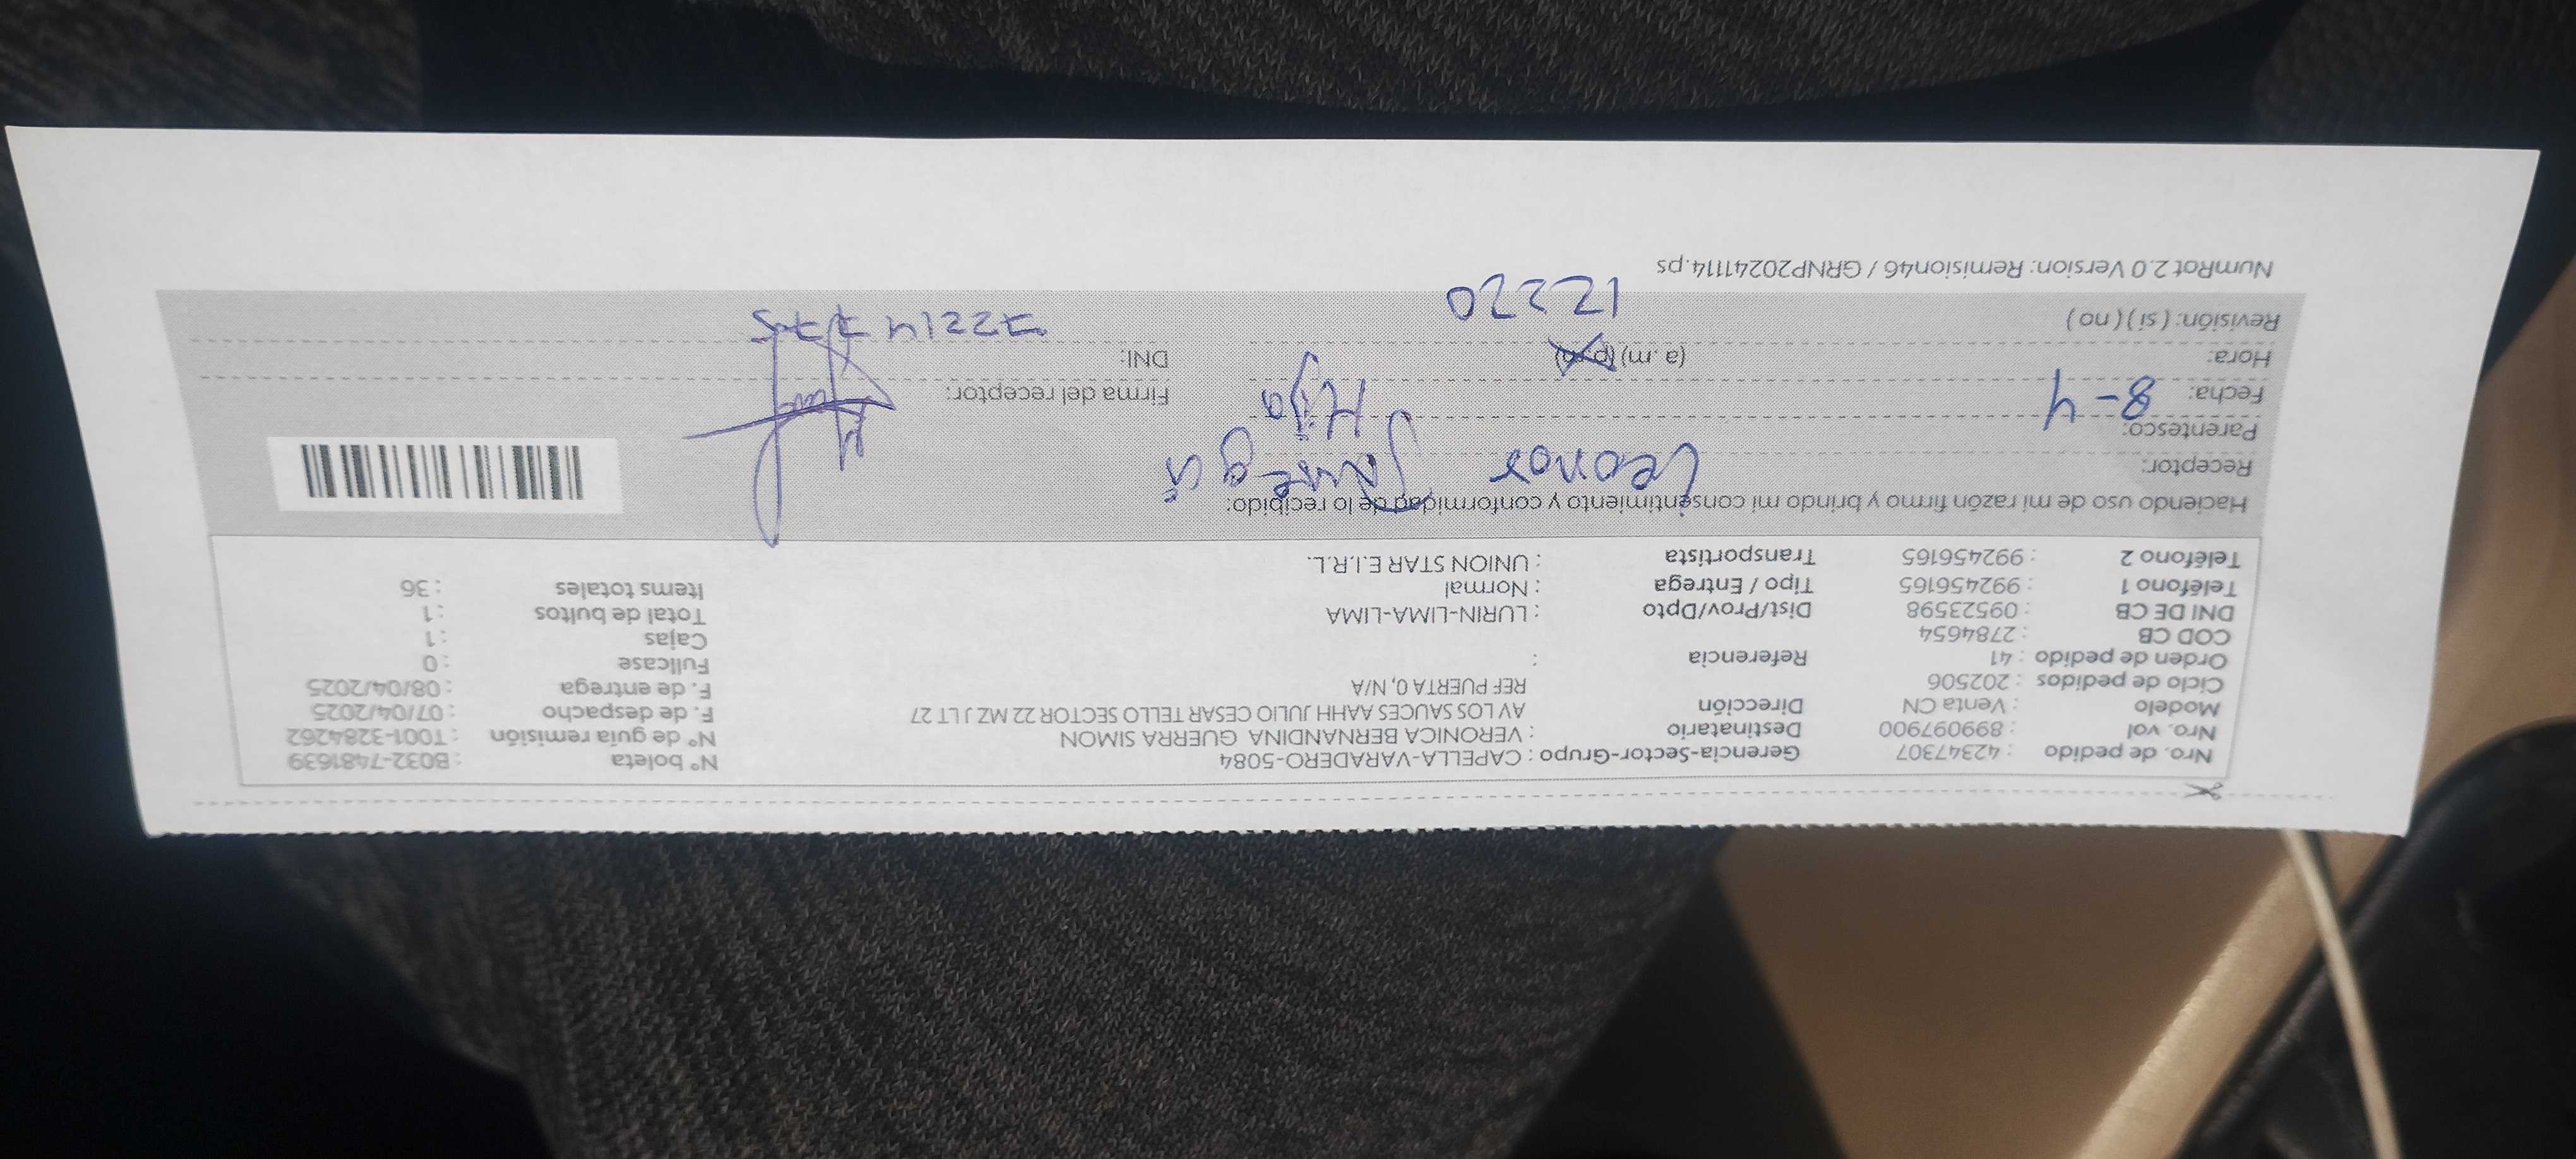 Nro. de pedido : 42347307 Gerencia-Sector-Grupo : CAPELLA-VARADERO-5084 N° boleta : B032-7481639
Nro. vol : 899097900 Destinatario : VERONICA BERNANDINA GUERRA SIMON N° de guía remisión : T001-3284262
Modelo : Venta CN Dirección AV LOS SAUCES AAHH JULIO CESAR TELLO SECTOR 22 MZ J LT 27 F. de despacho : 07/04/2025
Ciclo de pedidos : 202506 REF PUERTA 0, N/A F. de entrega : 08/04/2025
Orden de pedido : 41 Referencia : Fullcase : 0
COD CB : 2784654 Cajas : 1
DNI DE CB : 09523598 Dist/Prov/Dpto : LURIN-LIMA-LIMA Total de bultos : 1
Teléfono 1 : 992456165 Tipo / Entrega : Normal Items totales : 36
Teléfono 2 : 992456165 Transportista : UNION STAR E.I.R.L.
Haciendo uso de mi razón firmo y brindo mi consentimiento y conformidad de lo recibido:
Receptor: Leonor
Parentesco: Hija
Fecha: 8-4 Firma del receptor:
Hora: (a. m) (p. m) DNI:
Revisión: ( si ) ( no ) 12220
NumRot 2.0 Version: Remision46 / GRNP20241114.ps